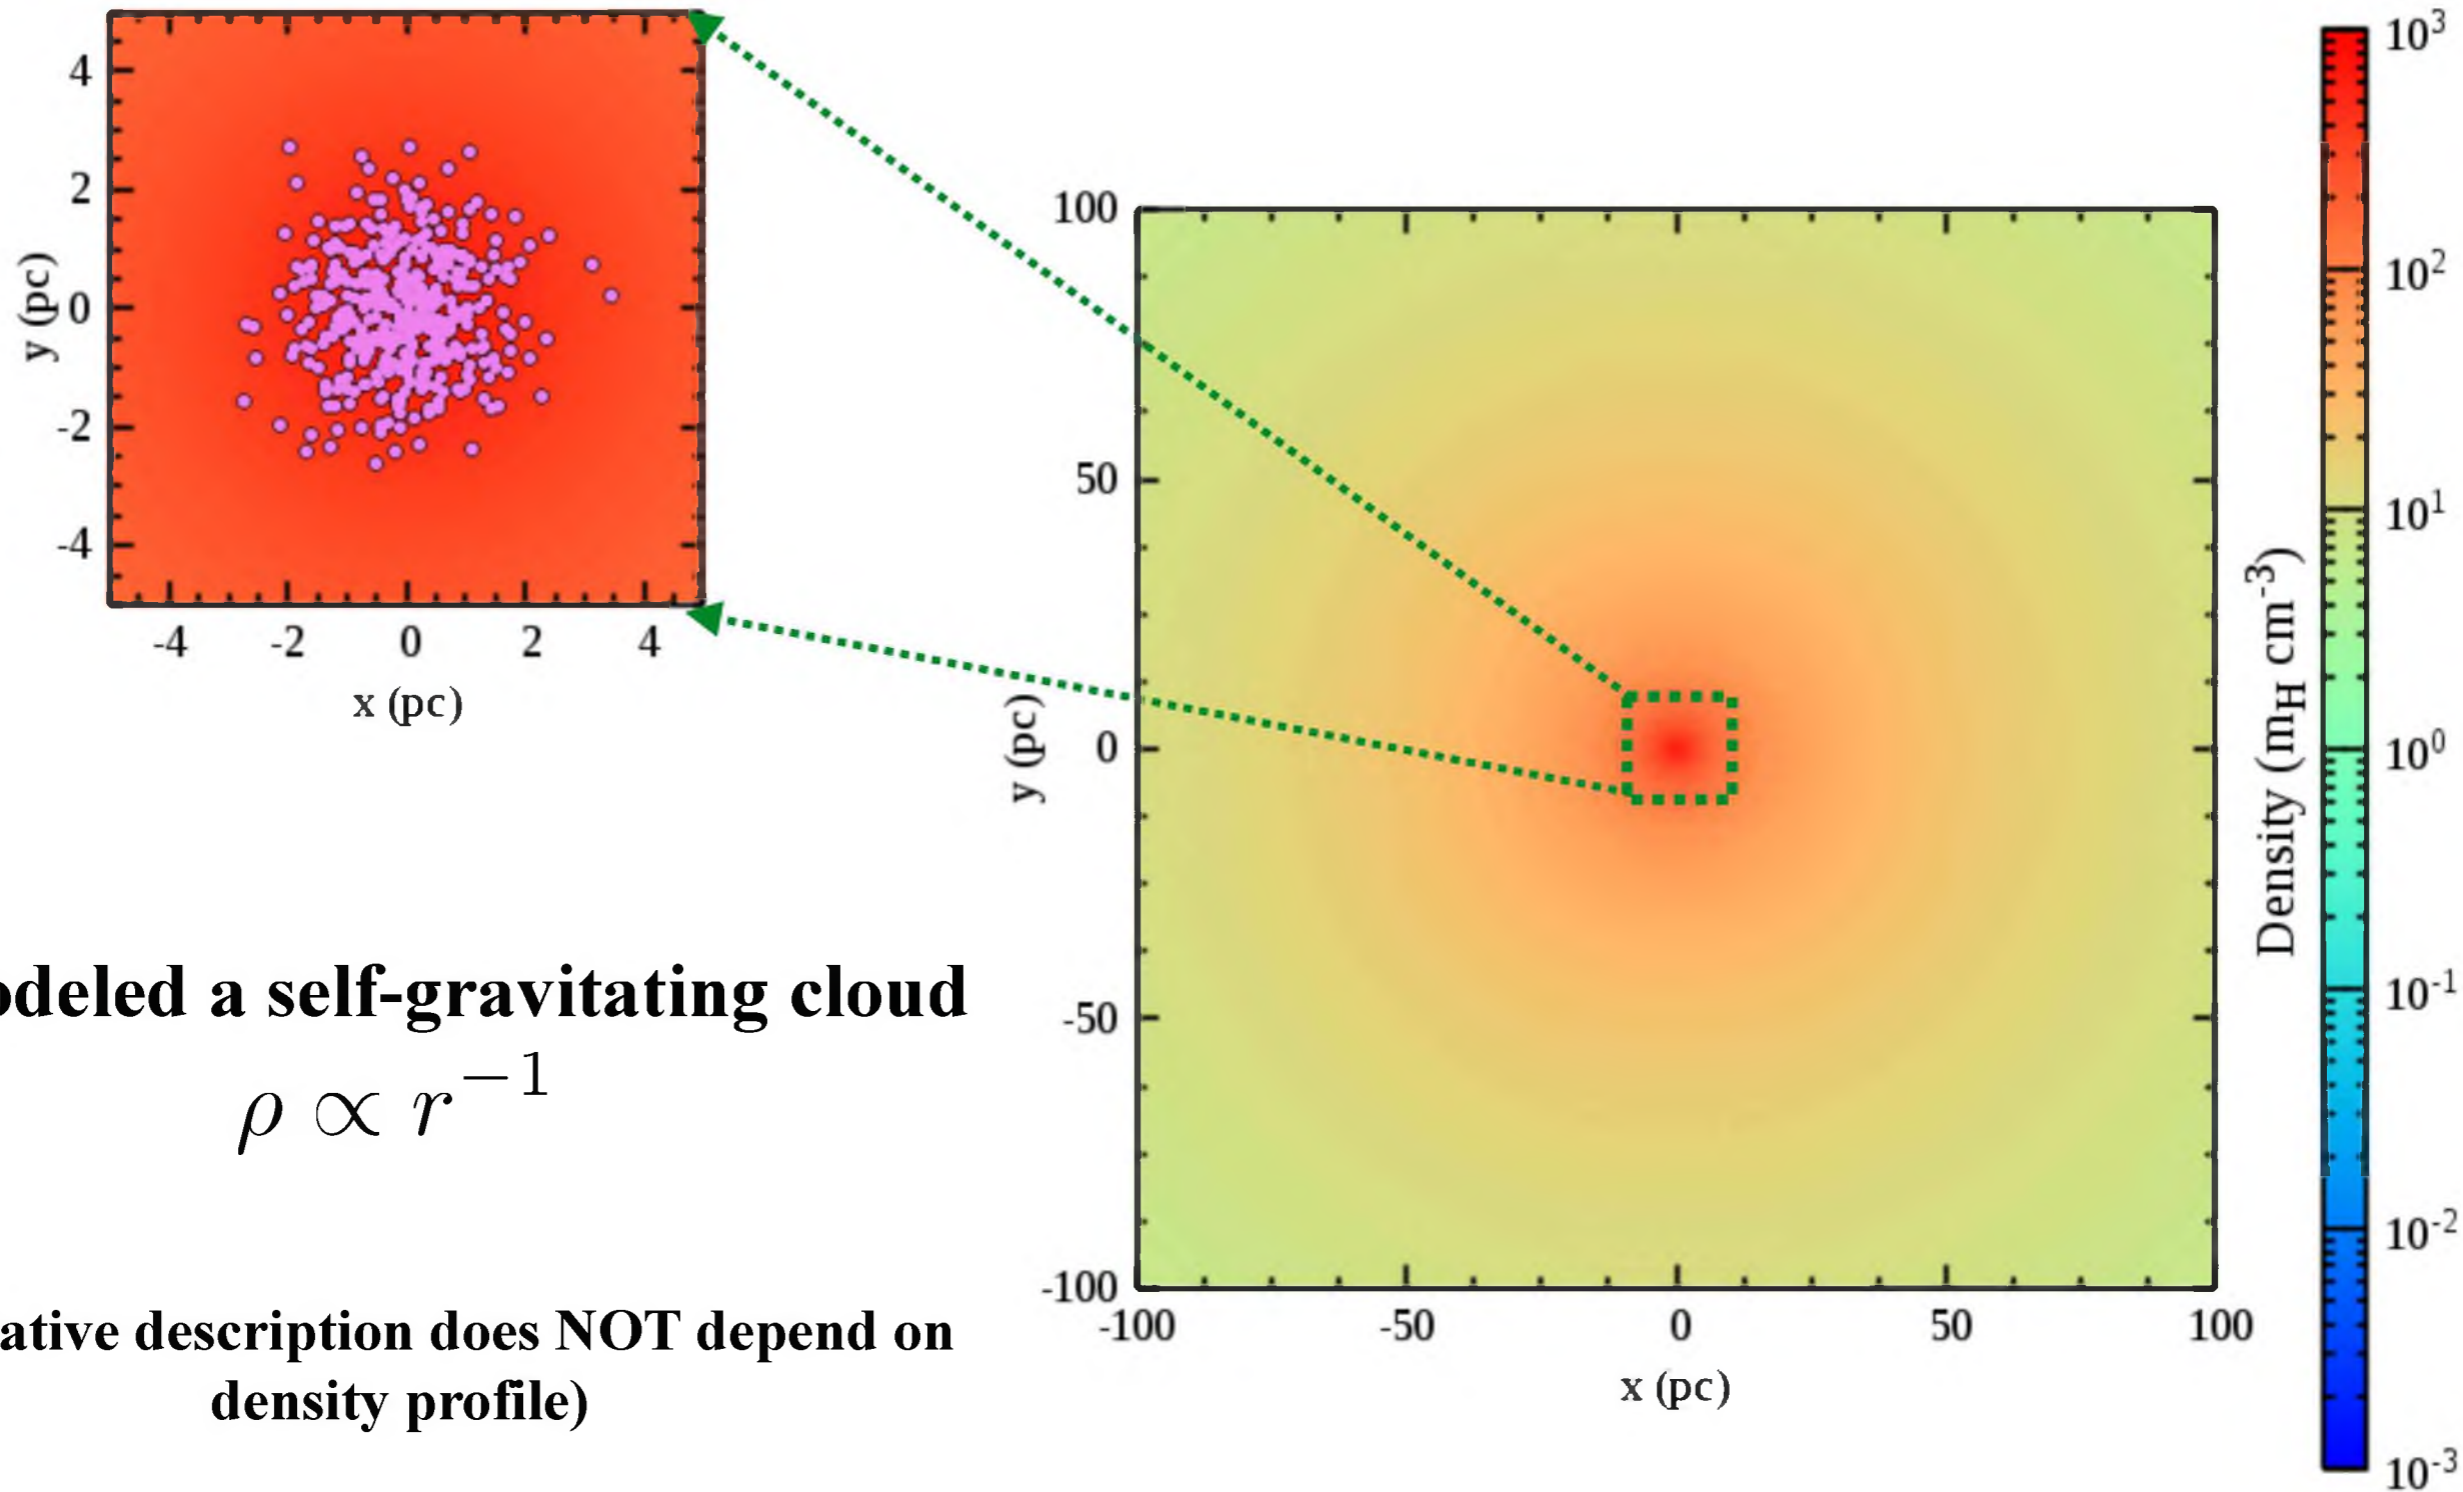 4
2
0
-2
-4
y (pc)
-4 -2 0 2 4
x (pc)
100
50
0
-50
-100
y (pc)
-100 -50 0 50 100
x (pc)
10³
10²
10¹
10⁰
10⁻¹
10⁻²
10⁻³
Density (m_H cm⁻³)
odeled a self-gravitating cloud
ρ ∝ r⁻¹
ative description does NOT depend on
density profile)